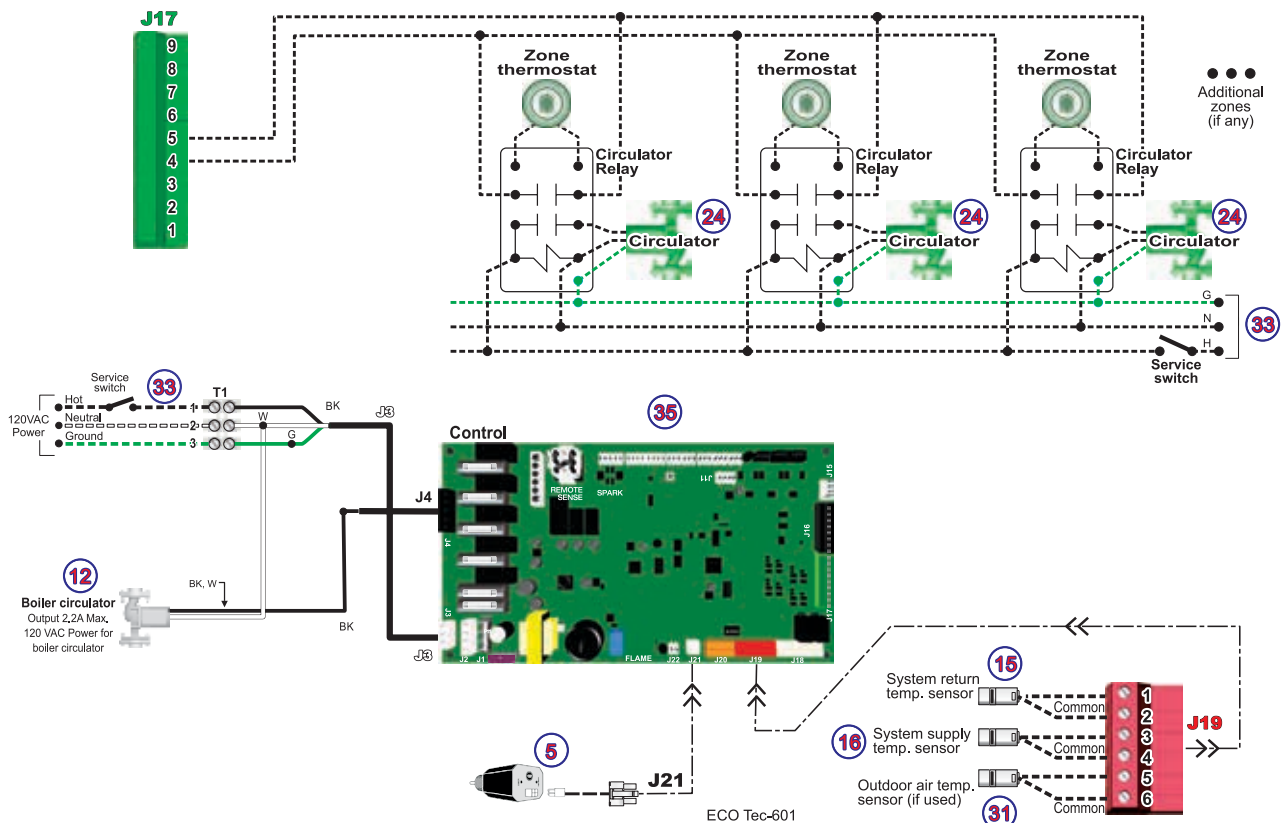 J17
9
8
7
6
5
4
3
2
1
Zone
thermostat
Zone
thermostat
Zone
thermostat
Additional
zones
(if any)
Circulator
Relay
Circulator
Relay
Circulator
Relay
24
24
24
Circulator
Circulator
Circulator
G
N
H
33
Service
switch
Service
switch
33
T1
120VAC
Power
Hot
Neutral
Ground
1
2
3
W
G
BK
J3
35
Control
J4
J4
REMOTE
SENSE
SPARK
J11
J15
J16
J17
J3
J3
J2
J1
FLAME
J22
J21
J20
J19
J18
12
Boiler circulator
Output 2.2A Max.
120 VAC Power for
boiler circulator
BK, W
BK
5
J21
ECO Tec-601
15
System return
temp. sensor
Common
16
System supply
temp. sensor
Common
Outdoor air temp.
sensor (if used)
Common
31
1
2
3
4
5
6
J19